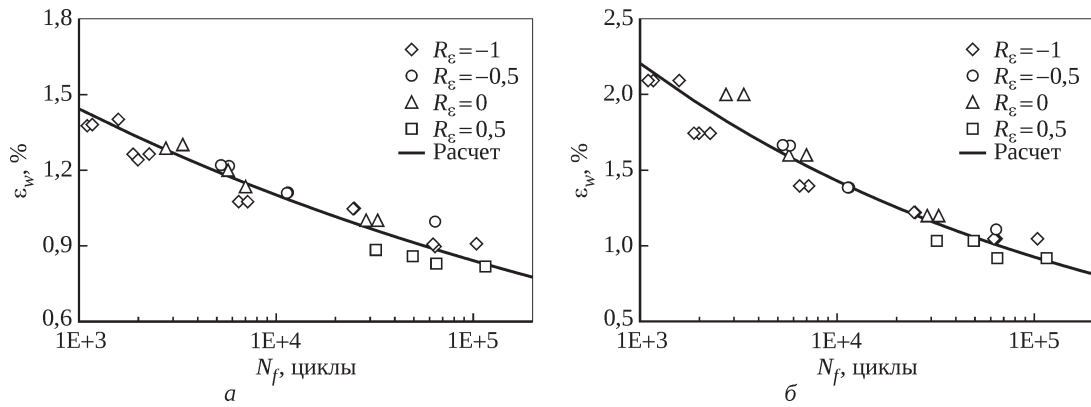 1,8
1,5
1,2
0,9
0,6
ε_w, %
R_ε = −1
R_ε = −0,5
R_ε = 0
R_ε = 0,5
Расчет
1E+3 1E+4 1E+5
N_f, циклы
а
2,5
2,0
1,5
1,0
0,5
ε_w, %
R_ε = −1
R_ε = −0,5
R_ε = 0
R_ε = 0,5
Расчет
1E+3 1E+4 1E+5
N_f, циклы
б